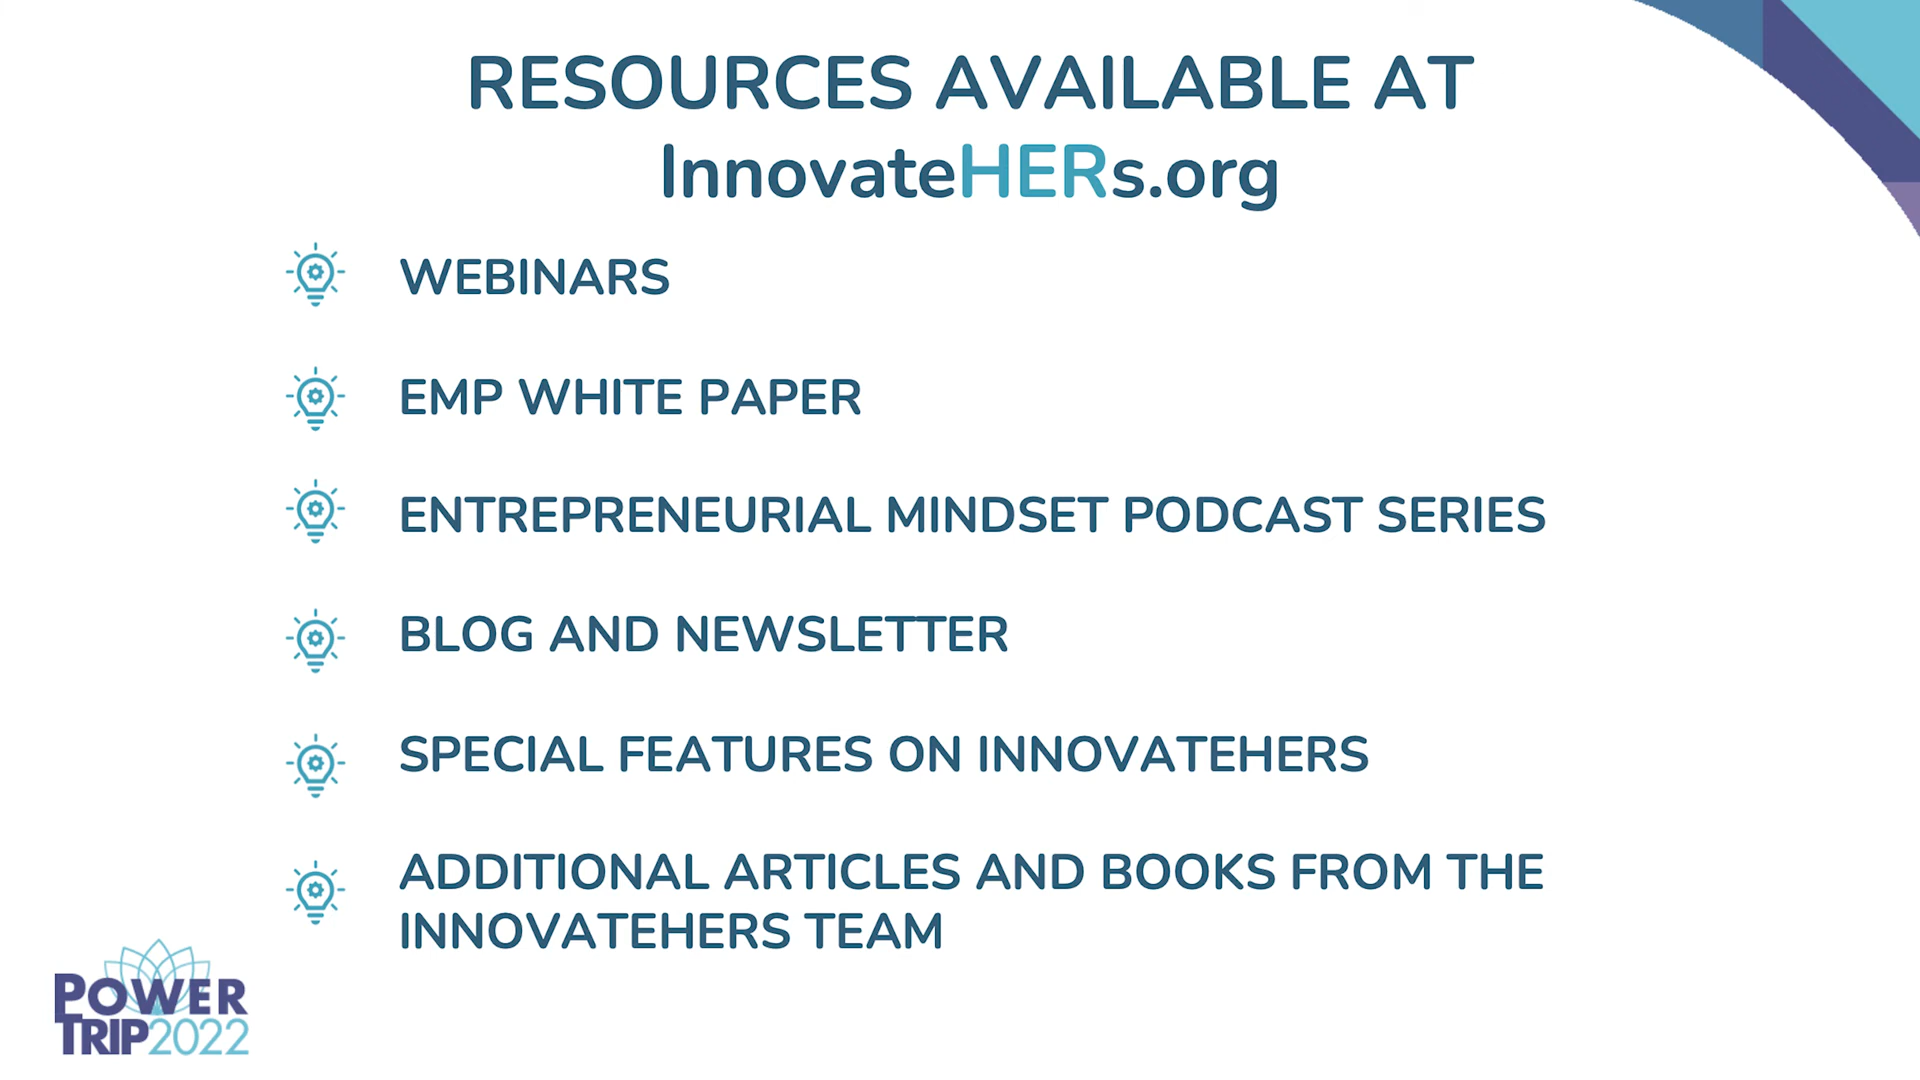 RESOURCES AVAILABLE AT
InnovateHERs.org
WEBINARS
EMP WHITE PAPER
ENTREPRENEURIAL MINDSET PODCAST SERIES
BLOG AND NEWSLETTER
SPECIAL FEATURES ON INNOVATEHERS
ADDITIONAL ARTICLES AND BOOKS FROM THE
INNOVATEHERS TEAM
POWER
TRIP2022